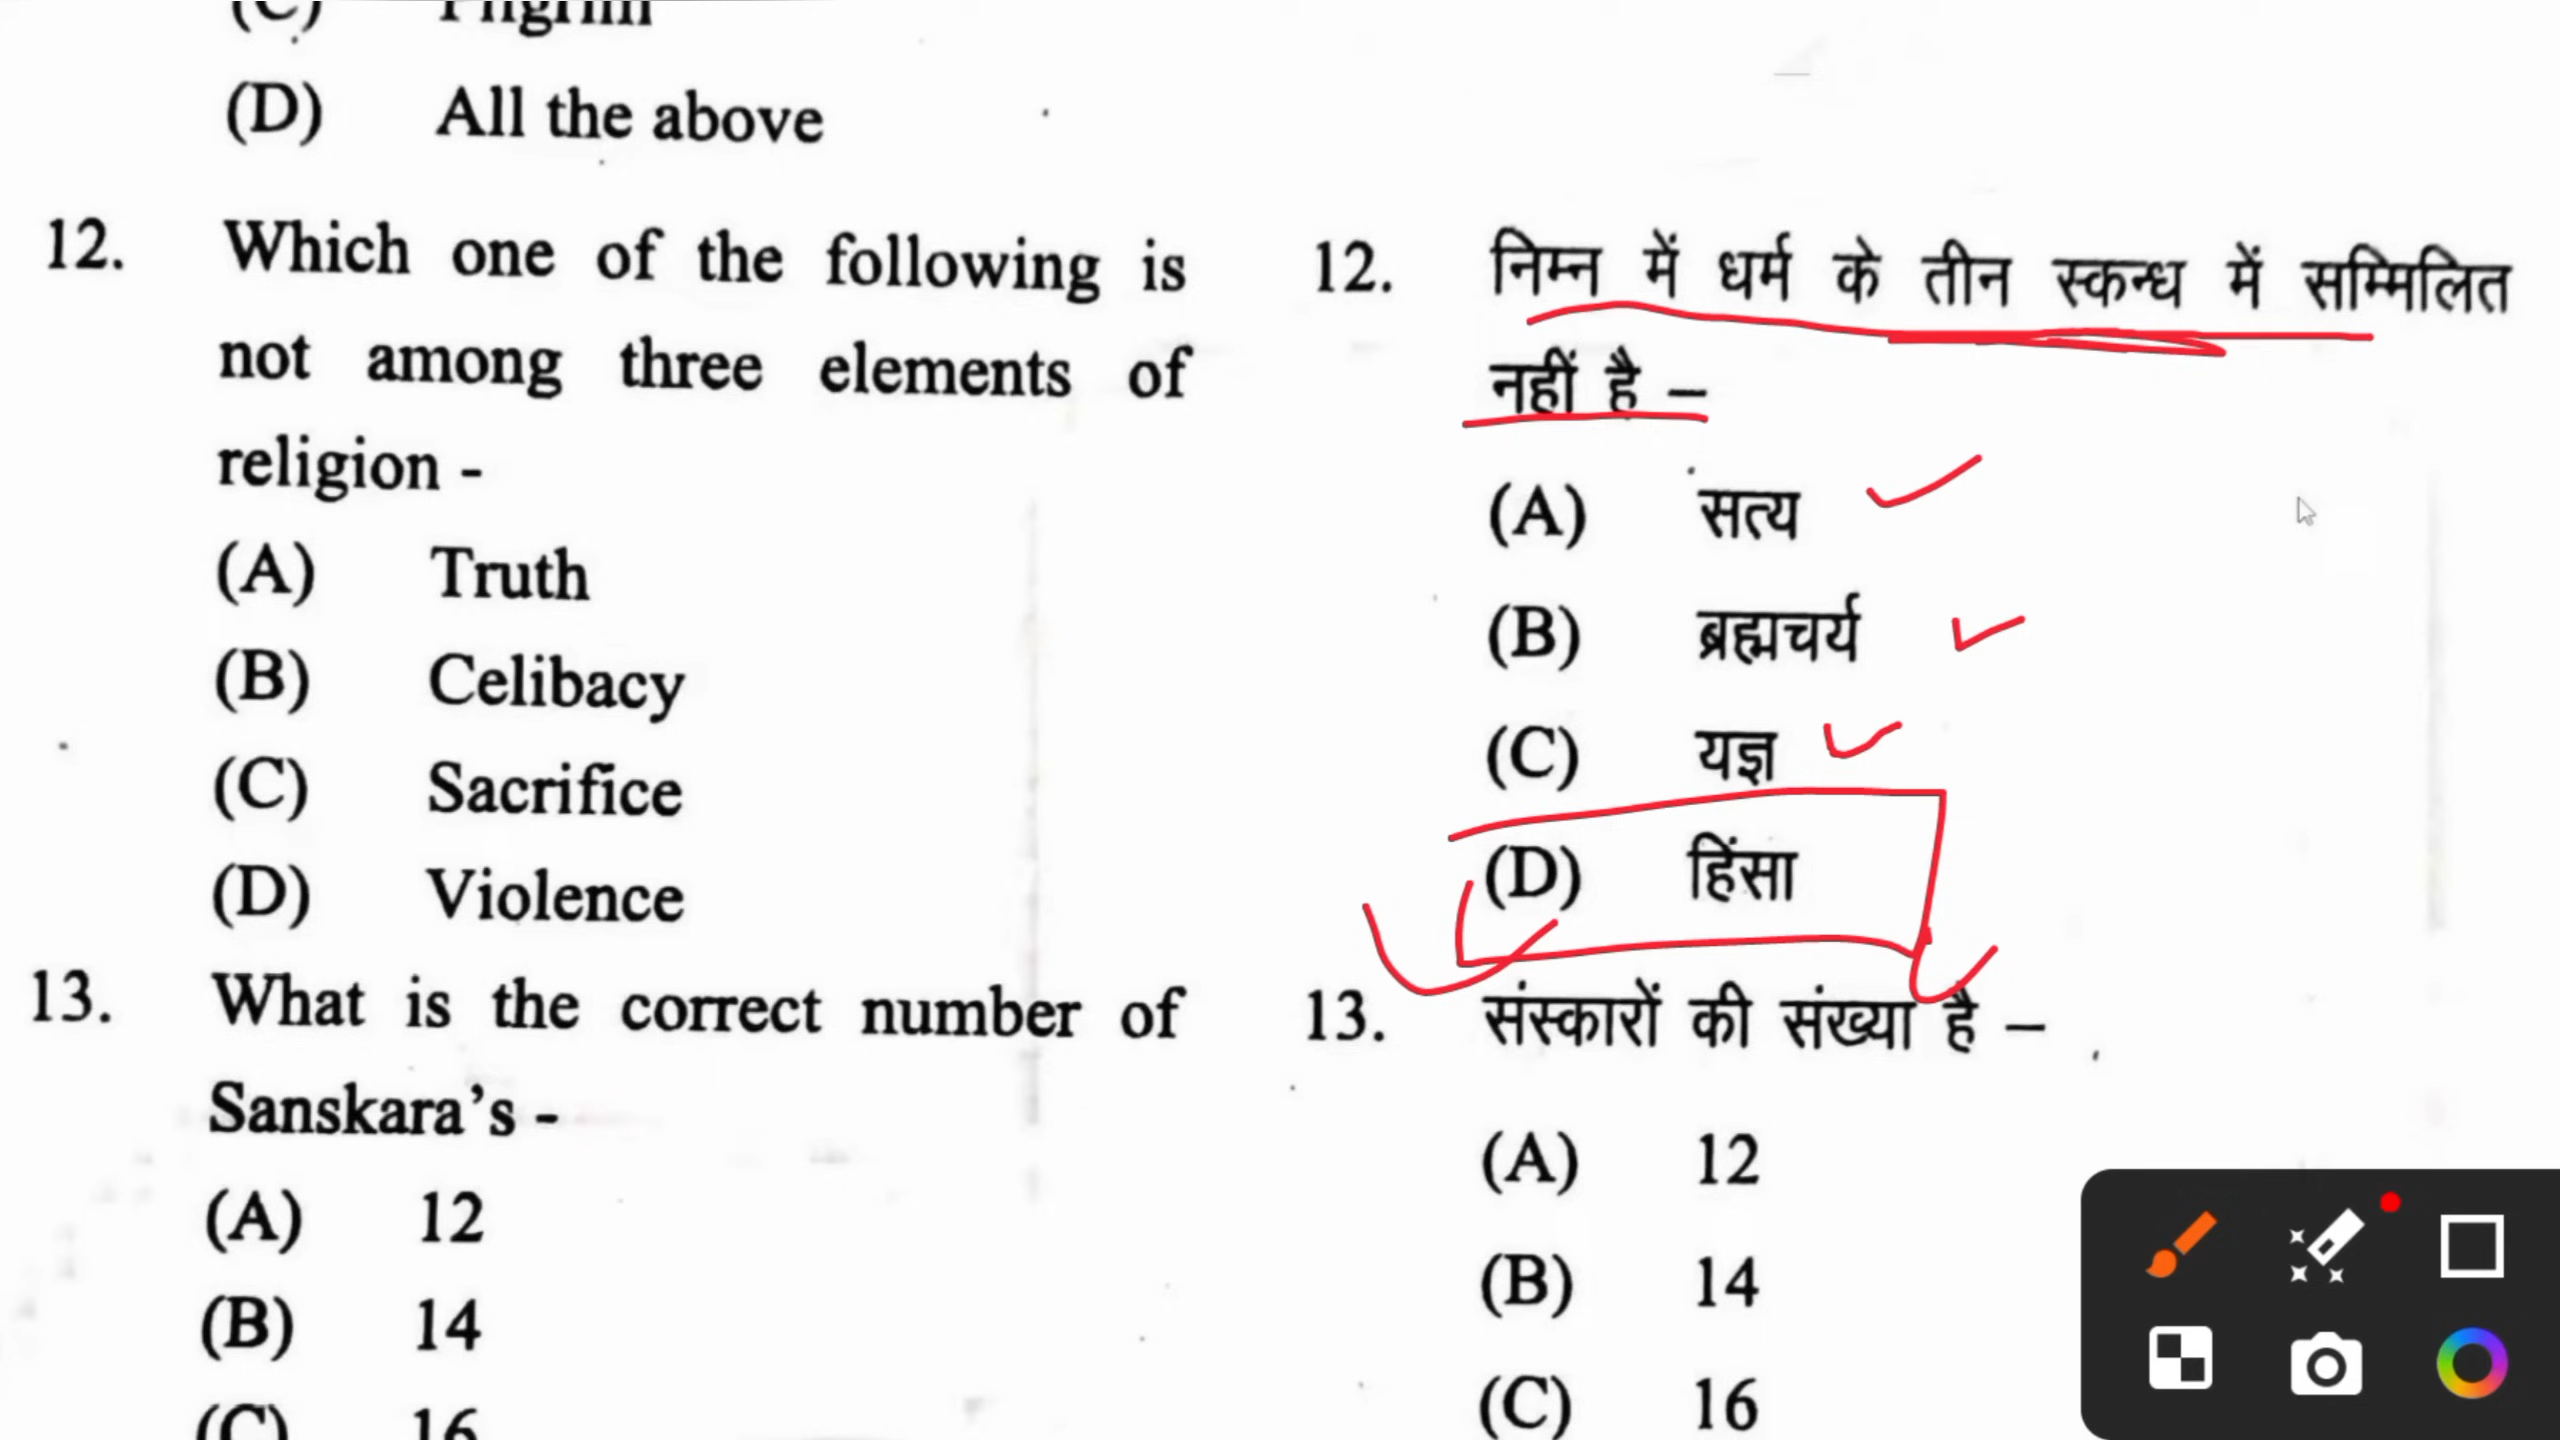 (C) Pilgrim
(D) All the above
12. Which one of the following is
not among three elements of
religion -
(A) Truth
(B) Celibacy
(C) Sacrifice
(D) Violence
13. What is the correct number of
Sanskara's -
(A) 12
(B) 14
(C) 16
12. निम्न में धर्म के तीन स्कन्ध में सम्मिलित
नहीं है –
(A) सत्य
(B) ब्रह्मचर्य
(C) यज्ञ
(D) हिंसा
13. संस्कारों की संख्या है –
(A) 12
(B) 14
(C) 16